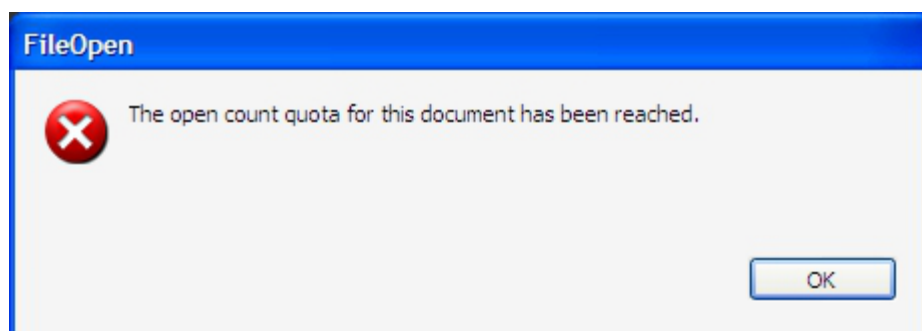 FileOpen
The open count quota for this document has been reached.
OK